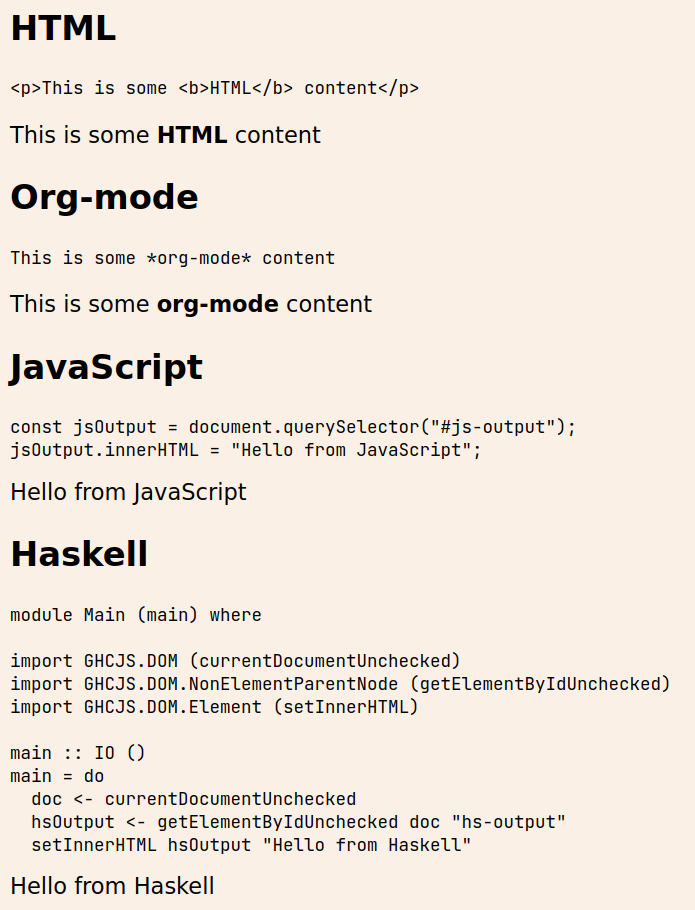 HTML
<p>This is some <b>HTML</b> content</p>
This is some HTML content
Org-mode
This is some *org-mode* content
This is some org-mode content
JavaScript
const jsOutput = document.querySelector("#js-output");
jsOutput.innerHTML = "Hello from JavaScript";
Hello from JavaScript
Haskell
module Main (main) where
import GHCJS.DOM (currentDocumentUnchecked)
import GHCJS.DOM.NonElementParentNode (getElementByIdUnchecked)
import GHCJS.DOM.Element (setInnerHTML)
main :: IO ()
main = do
  doc <- currentDocumentUnchecked
  hsOutput <- getElementByIdUnchecked doc "hs-output"
  setInnerHTML hsOutput "Hello from Haskell"
Hello from Haskell